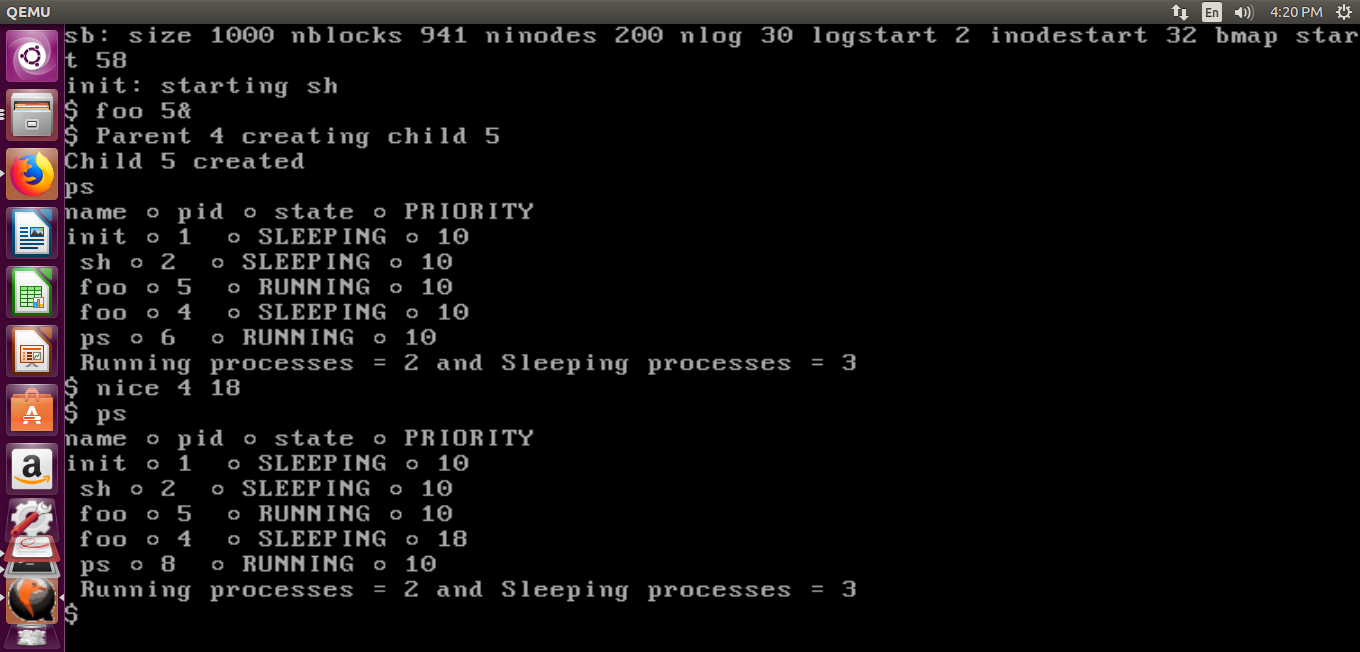 QEMU
En
4:20 PM
sb: size 1000 nblocks 941 ninodes 200 nlog 30 logstart 2 inodestart 32 bmap star
t 58
init: starting sh
$ foo 5&
$ Parent 4 creating child 5
Child 5 created
ps
name o pid o state o PRIORITY
init o 1  o SLEEPING o 10
 sh o 2  o SLEEPING o 10
 foo o 5  o RUNNING o 10
 foo o 4  o SLEEPING o 10
 ps o 6  o RUNNING o 10
 Running processes = 2 and Sleeping processes = 3
$ nice 4 18
$ ps
name o pid o state o PRIORITY
init o 1  o SLEEPING o 10
 sh o 2  o SLEEPING o 10
 foo o 5  o RUNNING o 10
 foo o 4  o SLEEPING o 18
 ps o 8  o RUNNING o 10
 Running processes = 2 and Sleeping processes = 3
$